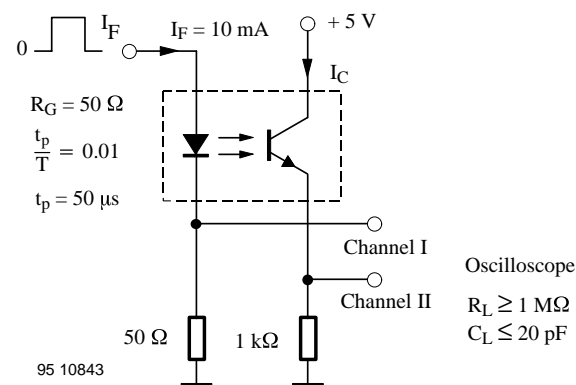 I_F
I_F = 10 mA
+ 5 V
0
I_C
R_G = 50 Ω
t_p
T
= 0.01
t_p = 50 μs
Channel I
Channel II
Oscilloscope
R_L ≥ 1 MΩ
C_L ≤ 20 pF
50 Ω
1 kΩ
95 10843